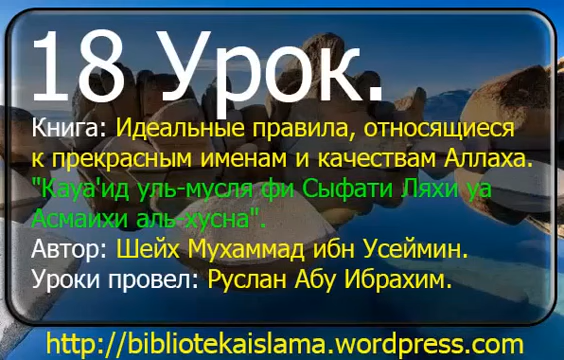 18 Урок.
Книга: Идеальные правила, относящиеся
к прекрасным именам и качествам Аллаха.
"Кауа'ид уль-мусля фи Сыфати Ляхи уа
Асмаихи аль-хусна".
Автор: Шейх Мухаммад ибн Усеймин.
Уроки провел: Руслан Абу Ибрахим.
http://bibliotekaislama.wordpress.com